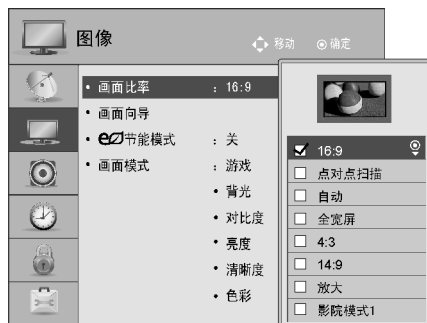 图像
移动 确定
画面比率 : 16:9
画面向导
节能模式 : 关
画面模式 : 游戏
背光
对比度
亮度
清晰度
色彩
16:9
点对点扫描
自动
全宽屏
4:3
14:9
放大
影院模式1